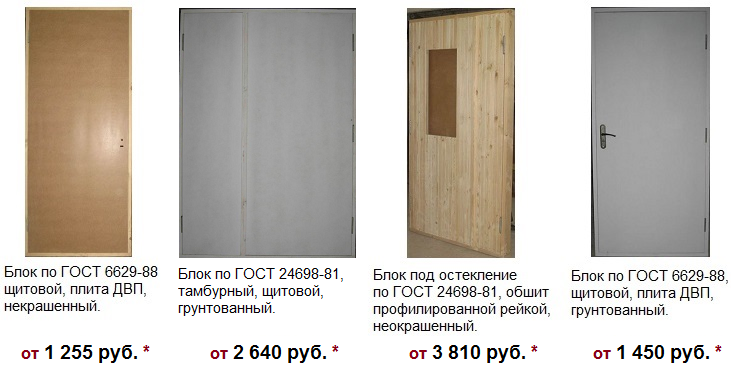 Блок по ГОСТ 6629-88
щитовой, плита ДВП,
некрашенный.
от 1 255 руб. *
Блок по ГОСТ 24698-81,
тамбурный, щитовой,
грунтованный.
от 2 640 руб. *
Блок под остекление
по ГОСТ 24698-81, обшит
профилированной рейкой,
неокрашенный.
от 3 810 руб. *
Блок по ГОСТ 6629-88,
щитовой, плита ДВП,
грунтованный.
от 1 450 руб. *